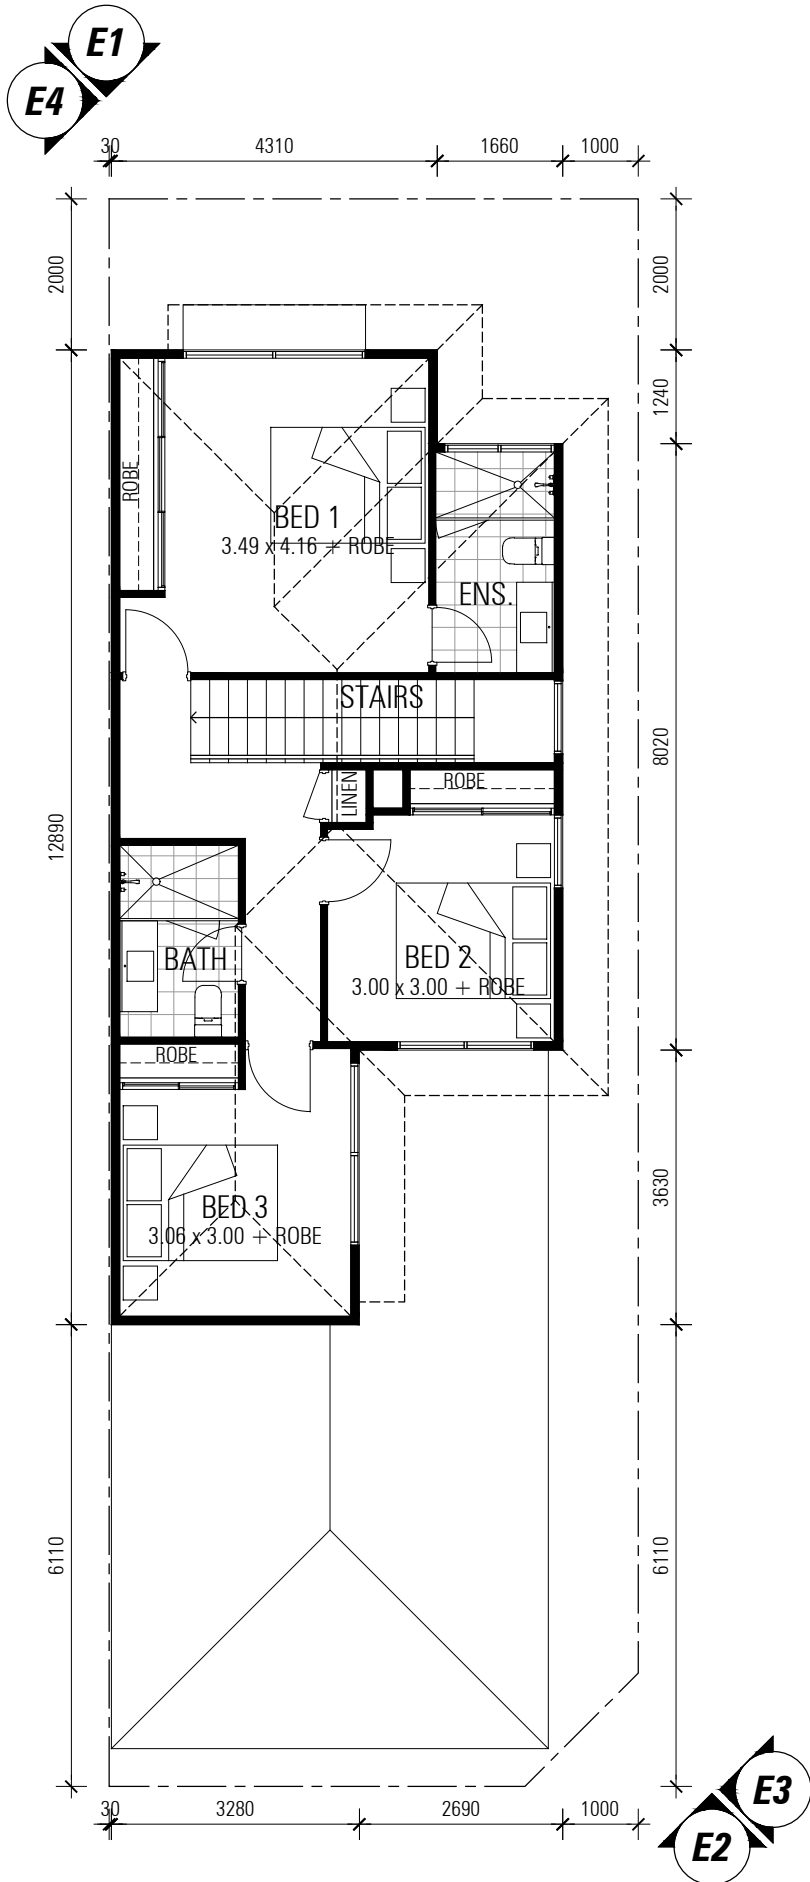 E1
E4
30
4310
1660
1000
2000
2000
1240
ROBE
BED 1
3.49 x 4.16 + ROBE
ENS.
STAIRS
8020
LINEN
ROBE
12890
BATH
BED 2
3.00 x 3.00 + ROBE
ROBE
BED 3
3.06 x 3.00 + ROBE
3630
6110
6110
30
3280
2690
1000
E3
E2